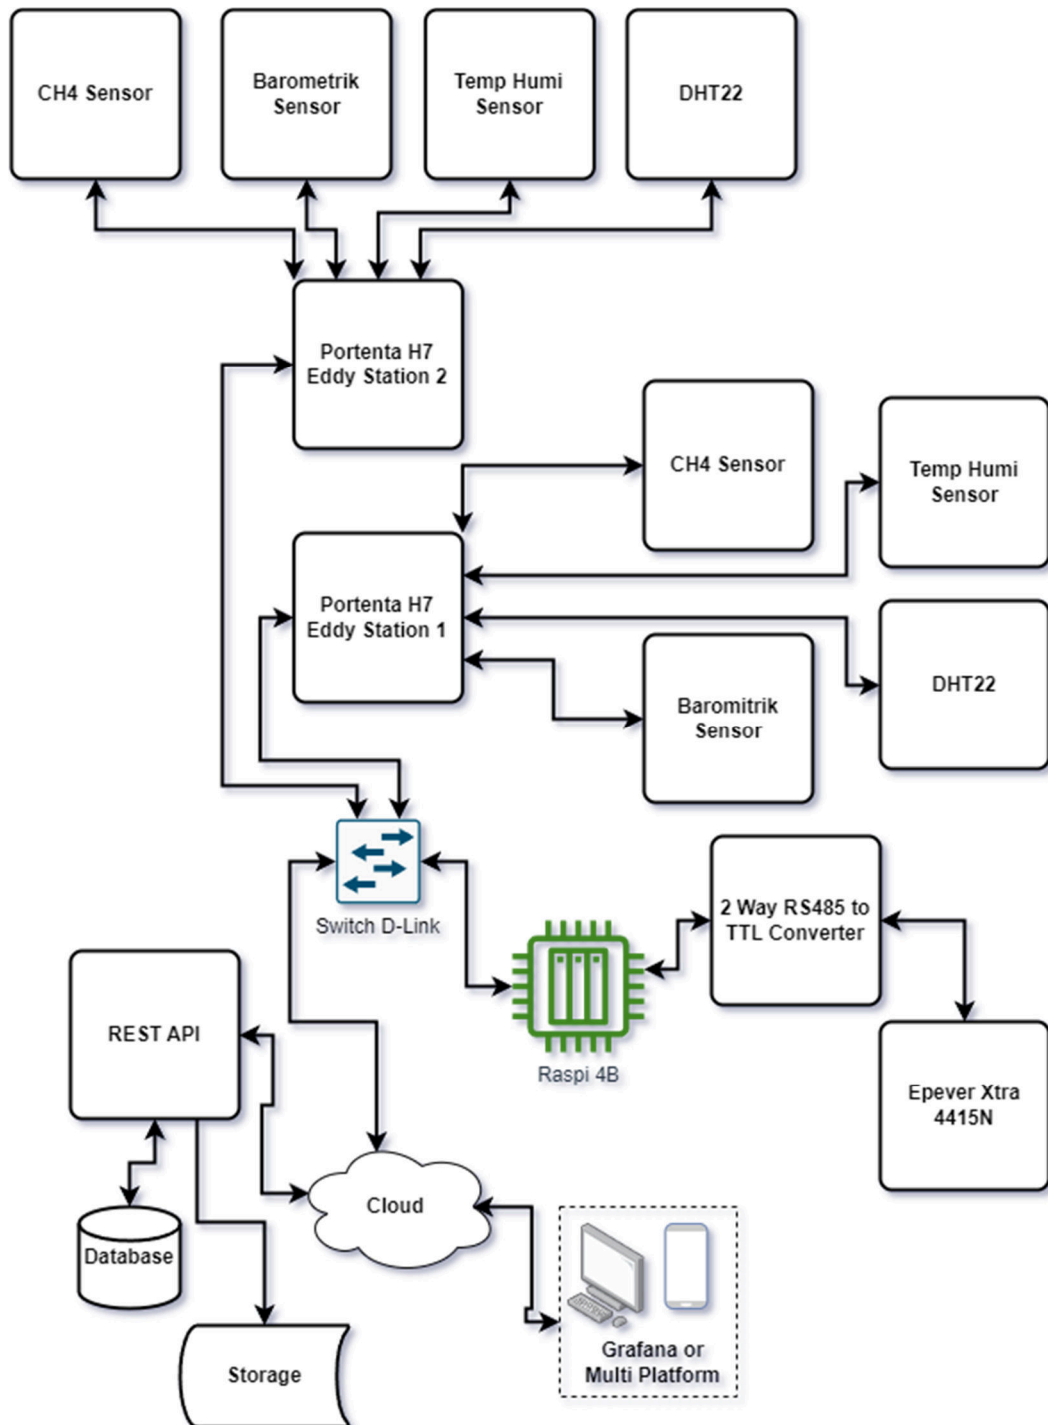 CH4 Sensor
Barometrik
Sensor
Temp Humi
Sensor
DHT22
Portenta H7
Eddy Station 2
CH4 Sensor
Temp Humi
Sensor
Portenta H7
Eddy Station 1
Baromitrik
Sensor
DHT22
Switch D-Link
2 Way RS485 to
TTL Converter
REST API
Raspi 4B
Epever Xtra
4415N
Cloud
Database
Grafana or
Multi Platform
Storage